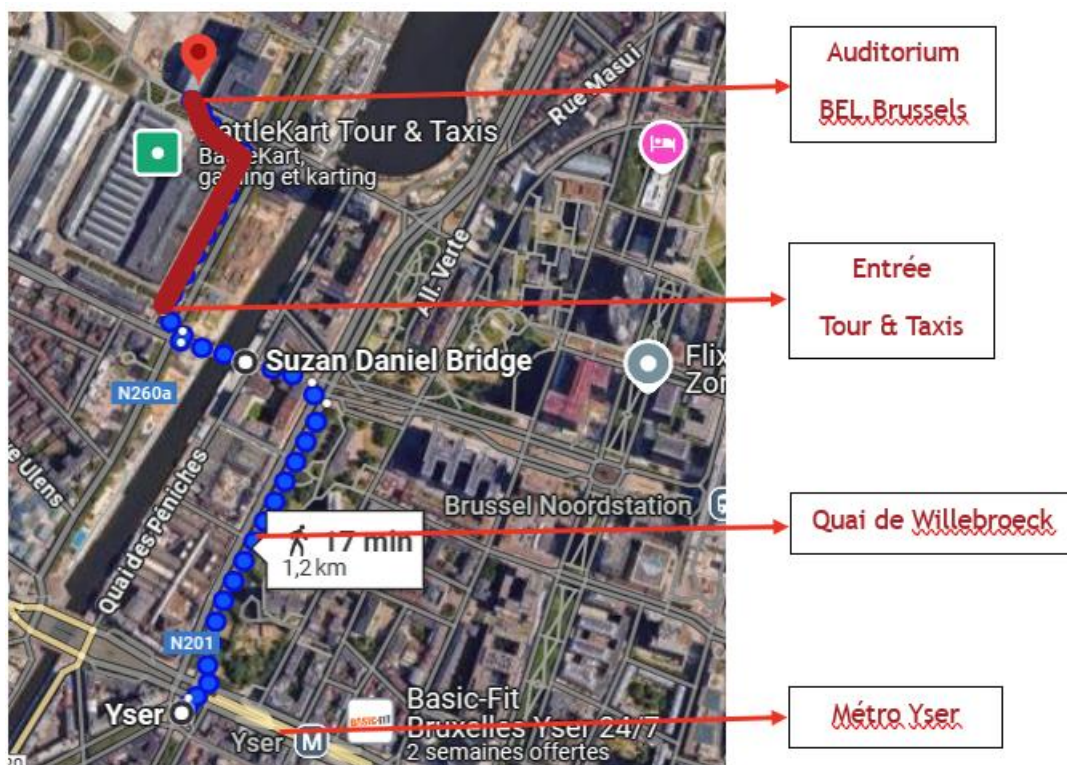 Auditorium
BEL Brussels
Rue Masui
BattleKart Tour & Taxis
BattleKart,
gaming et karting
All. Verte
Entrée
Tour & Taxis
Suzan Daniel Bridge
N260a
Quai des Péniches
Brussel Noordstation
Quai de Willebroeck
17 min
1,2 km
N201
Yser
Yser
M
BASIC-FIT
Basic-Fit
Bruxelles Yser 24/7
2 semaines offertes
Métro Yser